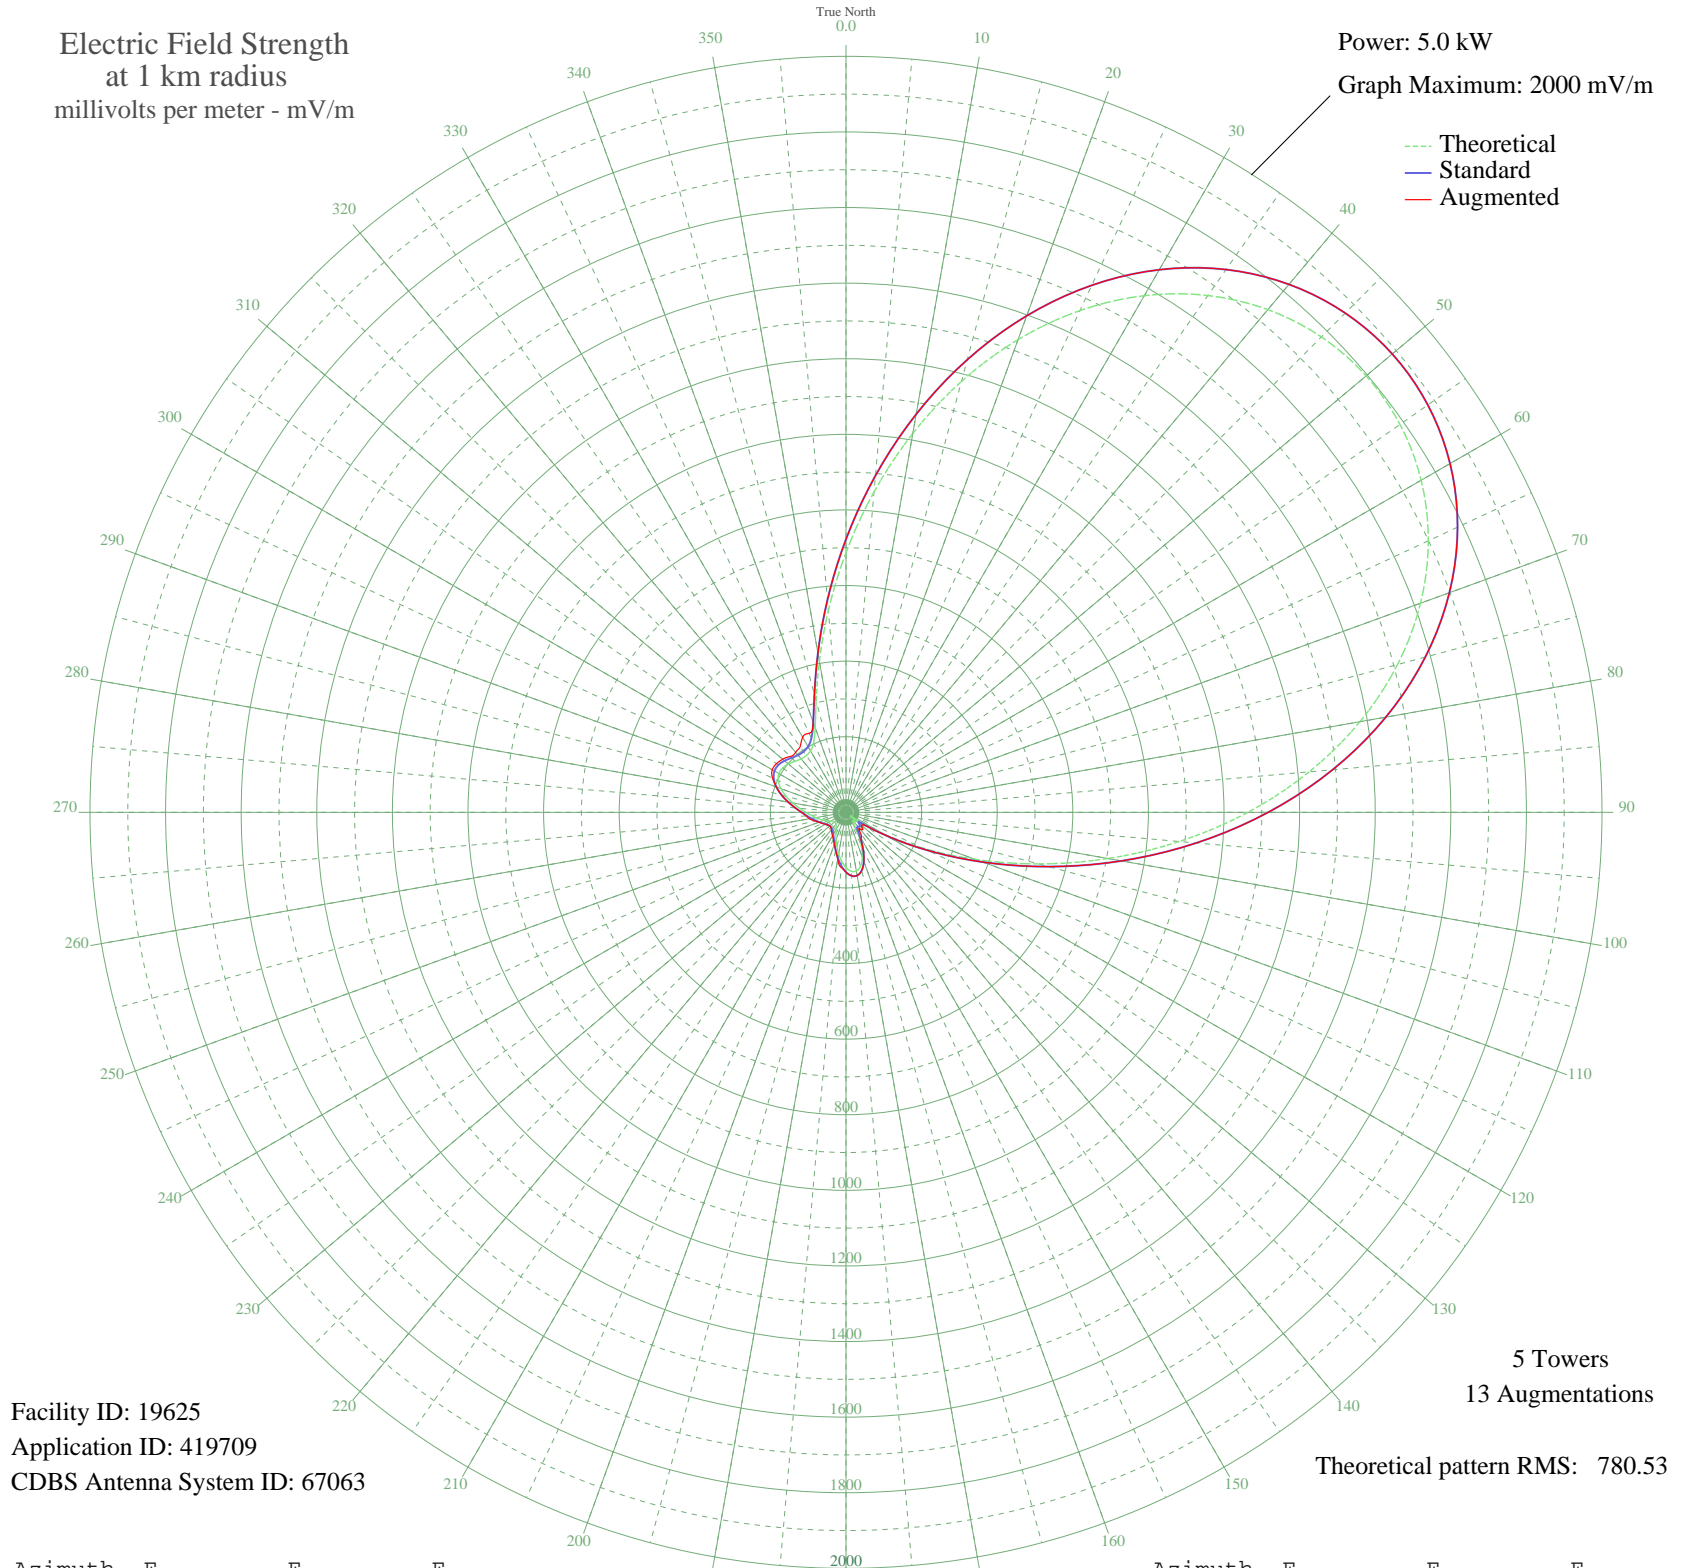 True North
Electric Field Strength
at 1 km radius
millivolts per meter - mV/m
Power: 5.0 kW
Graph Maximum: 2000 mV/m
Theoretical
Standard
Augmented
0.0
10
20
30
40
50
60
70
80
90
100
110
120
130
140
150
160
200
210
220
230
240
250
260
270
280
290
300
310
320
330
340
350
400
600
800
1000
1200
1400
1600
1800
2000
5 Towers
13 Augmentations
Theoretical pattern RMS: 780.53
Facility ID: 19625
Application ID: 419709
CDBS Antenna System ID: 67063
Azimuth E E E Azimuth E E E